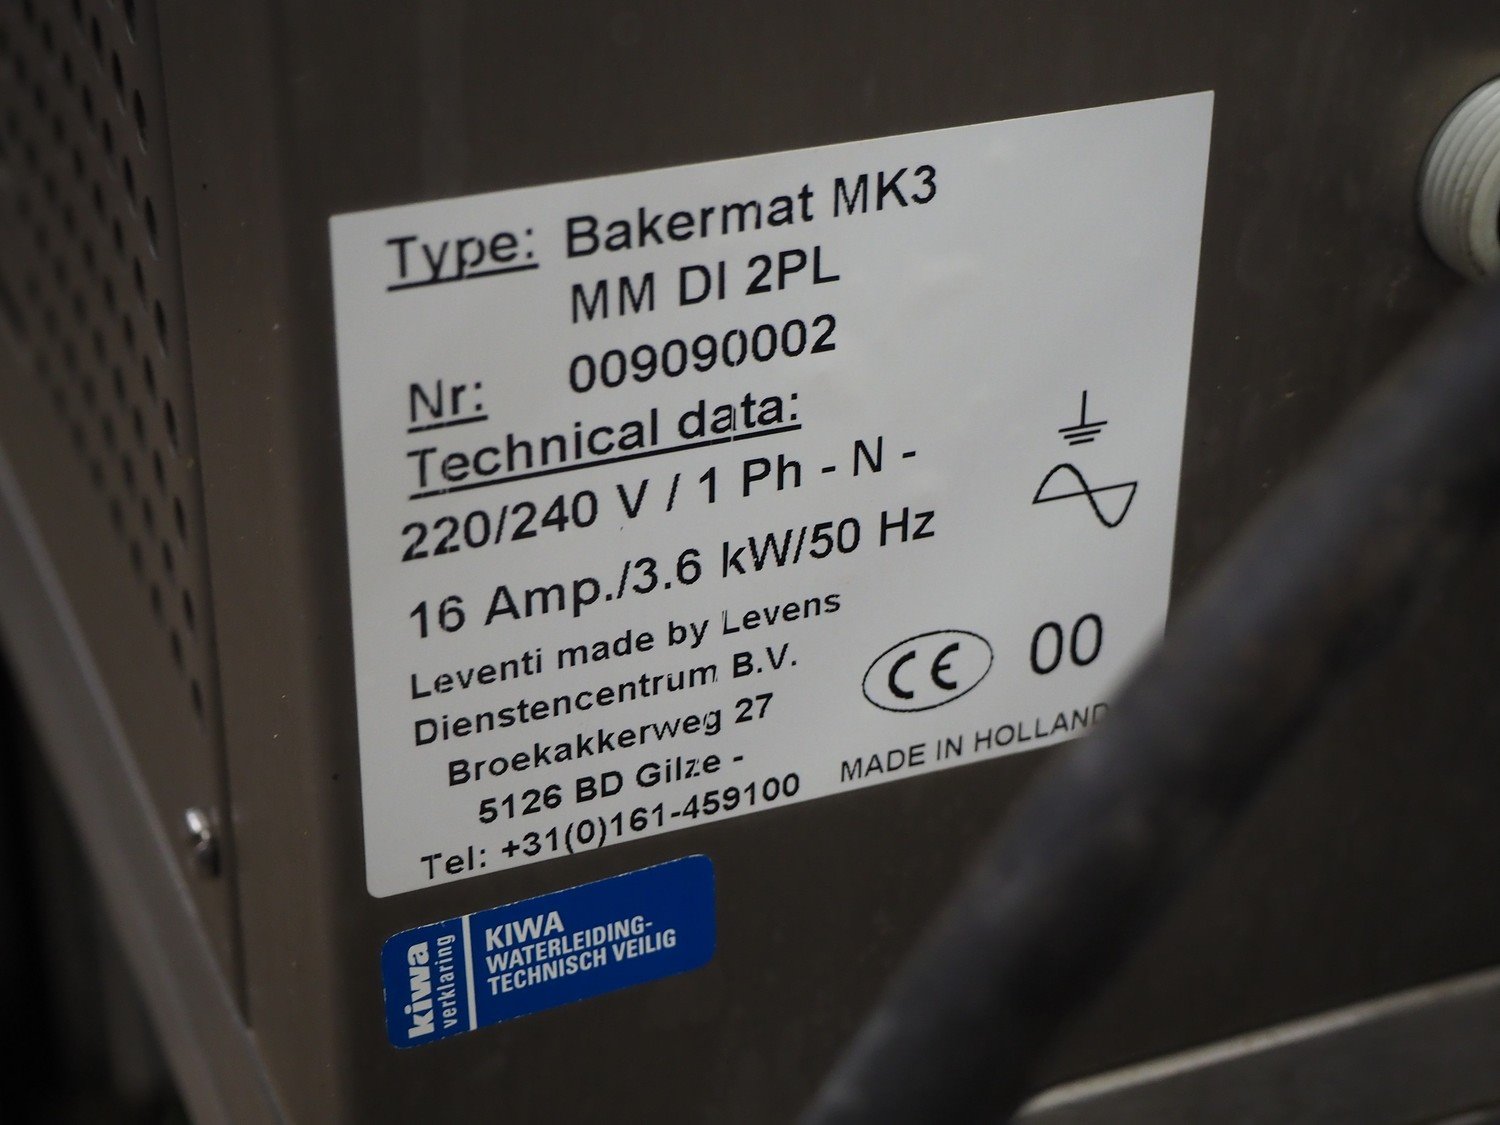 Type: Bakermat MK3
MM DI 2PL
Nr: 009090002
Technical data:
220/240 V / 1 Ph - N -
16 Amp./3.6 kW/50 Hz
Leventi made by Levens
Dienstencentrum B.V.
Broekakkerweg 27
5126 BD Gilze -
Tel: +31(0)161-459100
CE 00
MADE IN HOLLAND
kiwa
verklaring
KIWA
WATERLEIDING-
TECHNISCH VEILIG